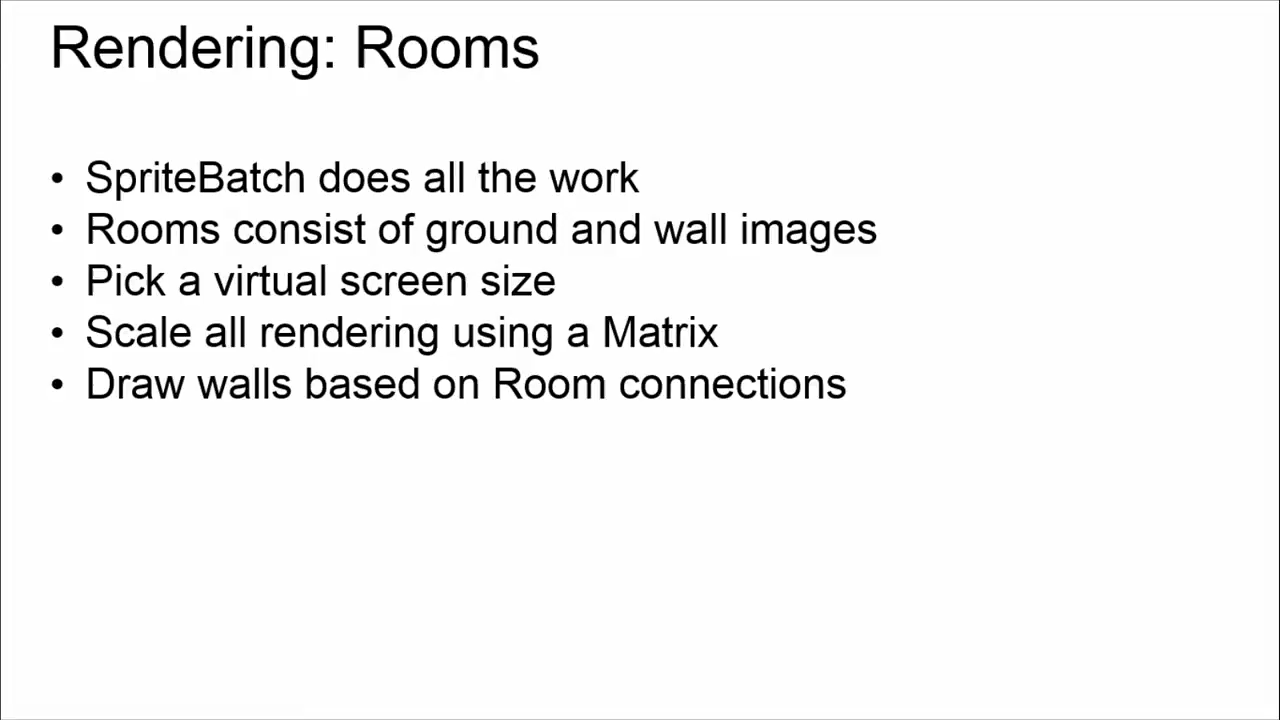 Rendering: Rooms
• SpriteBatch does all the work
• Rooms consist of ground and wall images
• Pick a virtual screen size
• Scale all rendering using a Matrix
• Draw walls based on Room connections